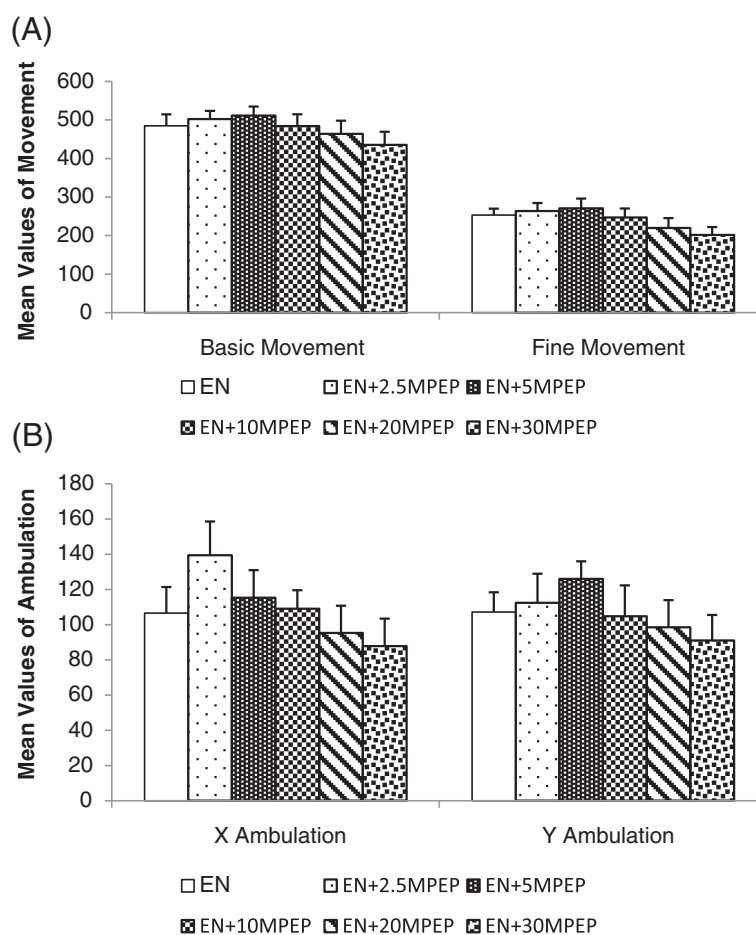 (A)
Mean Values of Movement
600
500
400
300
200
100
0
Basic Movement Fine Movement
EN EN+2.5MPEP EN+5MPEP
EN+10MPEP EN+20MPEP EN+30MPEP
(B)
Mean Values of Ambulation
180
160
140
120
100
80
60
40
20
0
X Ambulation Y Ambulation
EN EN+2.5MPEP EN+5MPEP
EN+10MPEP EN+20MPEP EN+30MPEP